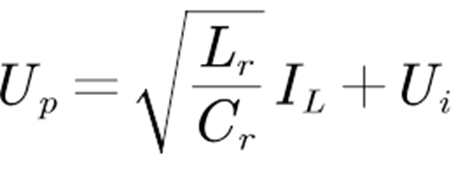 $U_p = \sqrt{\frac{L_r}{C_r}} I_L + U_i$